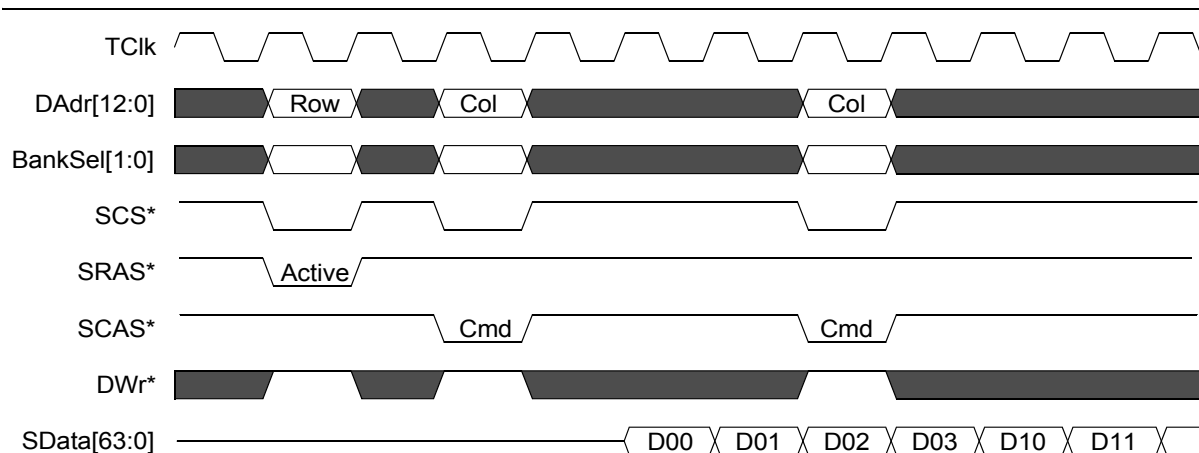 TClk
DAdr[12:0] Row Col Col
BankSel[1:0]
SCS*
SRAS* Active
SCAS* Cmd Cmd
DWr*
SData[63:0] D00 D01 D02 D03 D10 D11